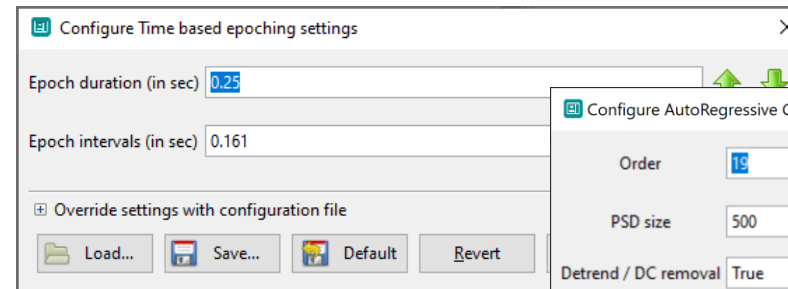 Configure Time based epoching settings
Epoch duration (in sec) 0.25
Epoch intervals (in sec) 0.161
Override settings with configuration file
Load... Save... Default Revert
Configure AutoRegressive C
Order 19
PSD size 500
Detrend / DC removal True